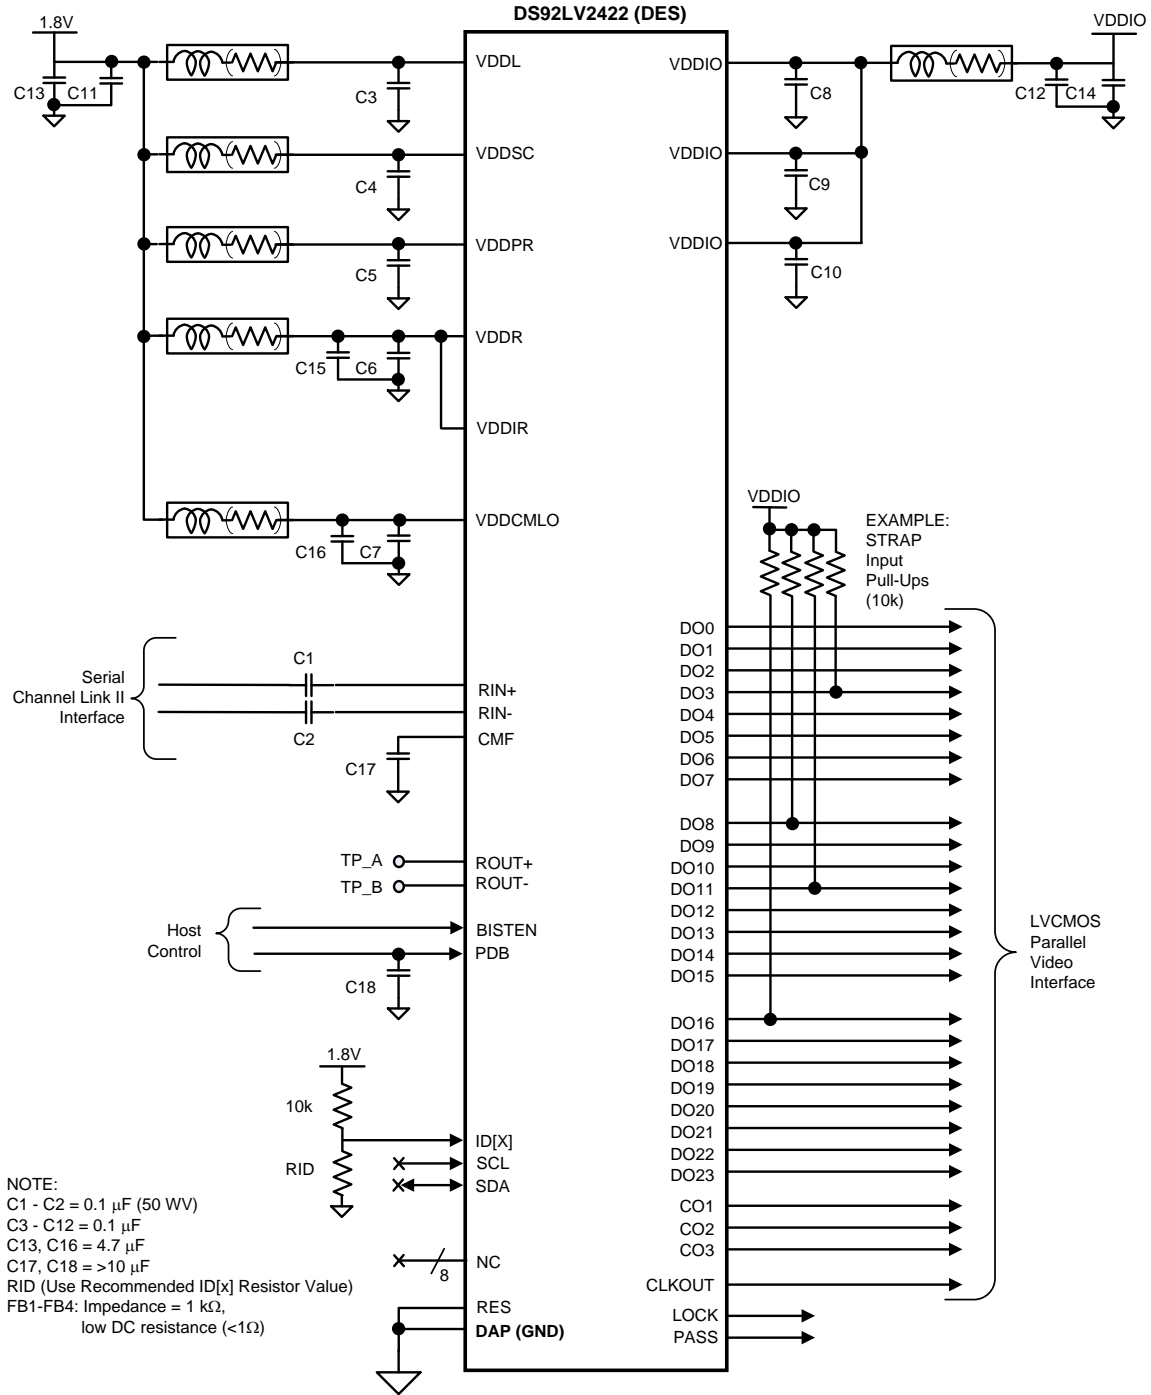 DS92LV2422 (DES)
1.8V
C13
C11
C3
VDDL
C4
VDDSC
C5
VDDPR
C15
C6
VDDR
VDDIR
C16
C7
VDDCMLO
VDDIO
VDDIO
C8
C12
C14
VDDIO
C9
VDDIO
C10
VDDIO
EXAMPLE:
STRAP
Input
Pull-Ups
(10k)
Serial
Channel Link II
Interface
C1
C2
RIN+
RIN-
CMF
C17
TP_A
TP_B
ROUT+
ROUT-
Host
Control
BISTEN
PDB
C18
1.8V
10k
RID
ID[X]
SCL
SDA
NC
8
RES
DAP (GND)
DO0
DO1
DO2
DO3
DO4
DO5
DO6
DO7
DO8
DO9
DO10
DO11
DO12
DO13
DO14
DO15
DO16
DO17
DO18
DO19
DO20
DO21
DO22
DO23
CO1
CO2
CO3
CLKOUT
LOCK
PASS
LVCMOS
Parallel
Video
Interface
NOTE:
C1 - C2 = 0.1 μF (50 WV)
C3 - C12 = 0.1 μF
C13, C16 = 4.7 μF
C17, C18 = >10 μF
RID (Use Recommended ID[x] Resistor Value)
FB1-FB4: Impedance = 1 kΩ,
low DC resistance (<1Ω)